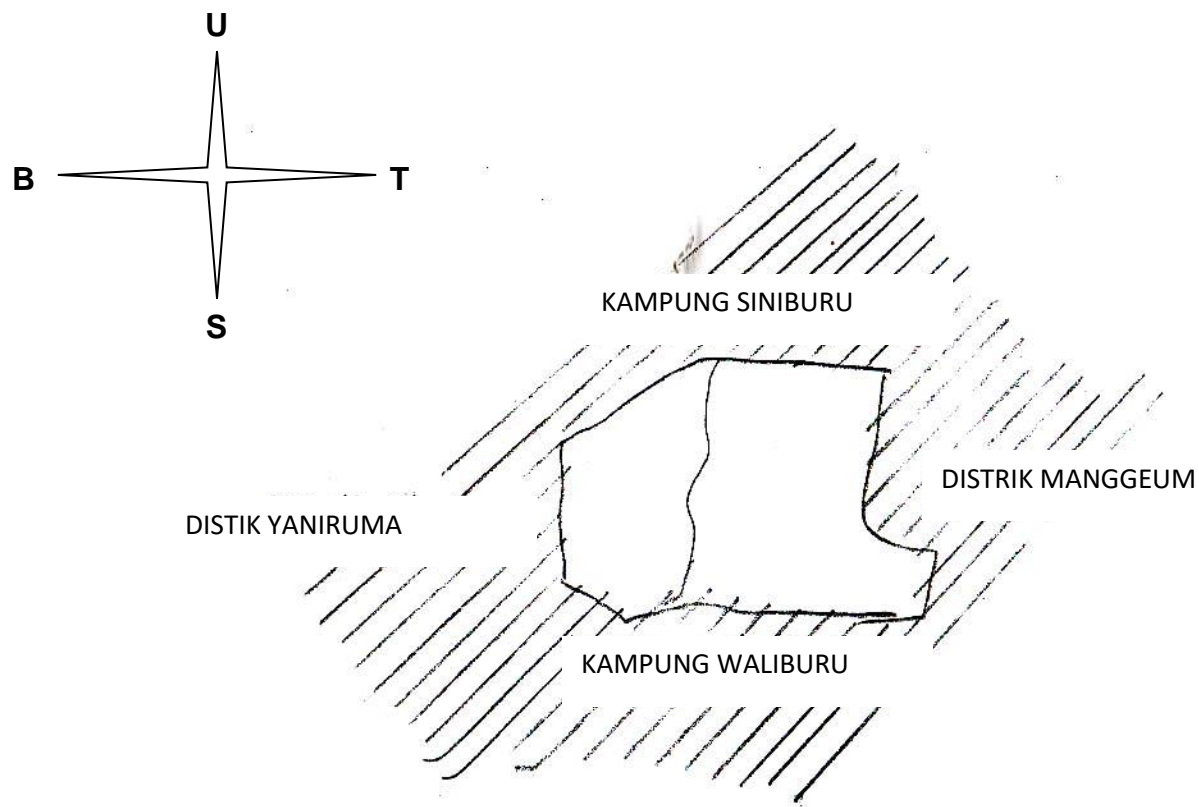 U
B
T
S
KAMPUNG SINIBURU
DISTRIK MANGGEUM
DISTIK YANIRUMA
KAMPUNG WALIBURU